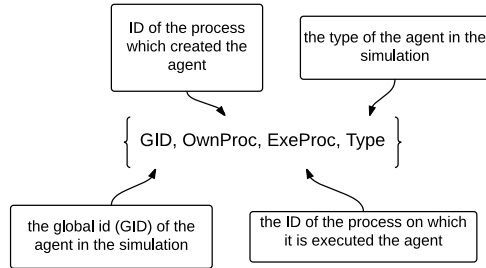 ID of the process
which created the
agent
the type of the agent in the
simulation
{ GID, OwnProc, ExeProc, Type }
the global id (GID) of the
agent in the simulation
the ID of the process on which
it is executed the agent